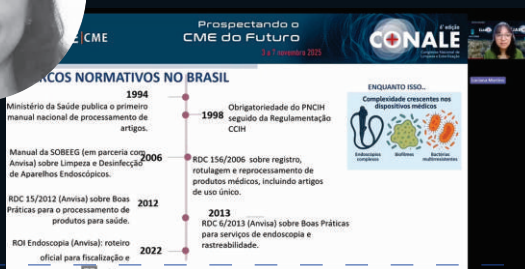 E|CME
Prospectando o
CME do Futuro
3 a 7 novembro 2025
6ª edição
CONALE
RCOS NORMATIVOS NO BRASIL
1994
Ministério da Saúde publica o primeiro
manual nacional de processamento de
artigos.
1998
Obrigatoriedade do PNCIH
seguido da Regulamentação
CCIH
Manual da SOBEEG (em parceria com
Anvisa) sobre Limpeza e Desinfecção
de Aparelhos Endoscópicos.
2006
RDC 156/2006 sobre registro,
rotulagem e reprocessamento de
produtos médicos, incluindo artigos
de uso único.
RDC 15/2012 (Anvisa) sobre Boas
Práticas para o processamento de
produtos para saúde.
2012
2013
RDC 6/2013 (Anvisa) sobre Boas Práticas
para serviços de endoscopia e
rastreabilidade.
ROI Endoscopia (Anvisa): roteiro
oficial para fiscalização e
2022
ENQUANTO ISSO..
Complexidade crescentes nos
dispositivos médicos
Endoscópios
complexos
Biofilmes
Bactérias
multirresistentes